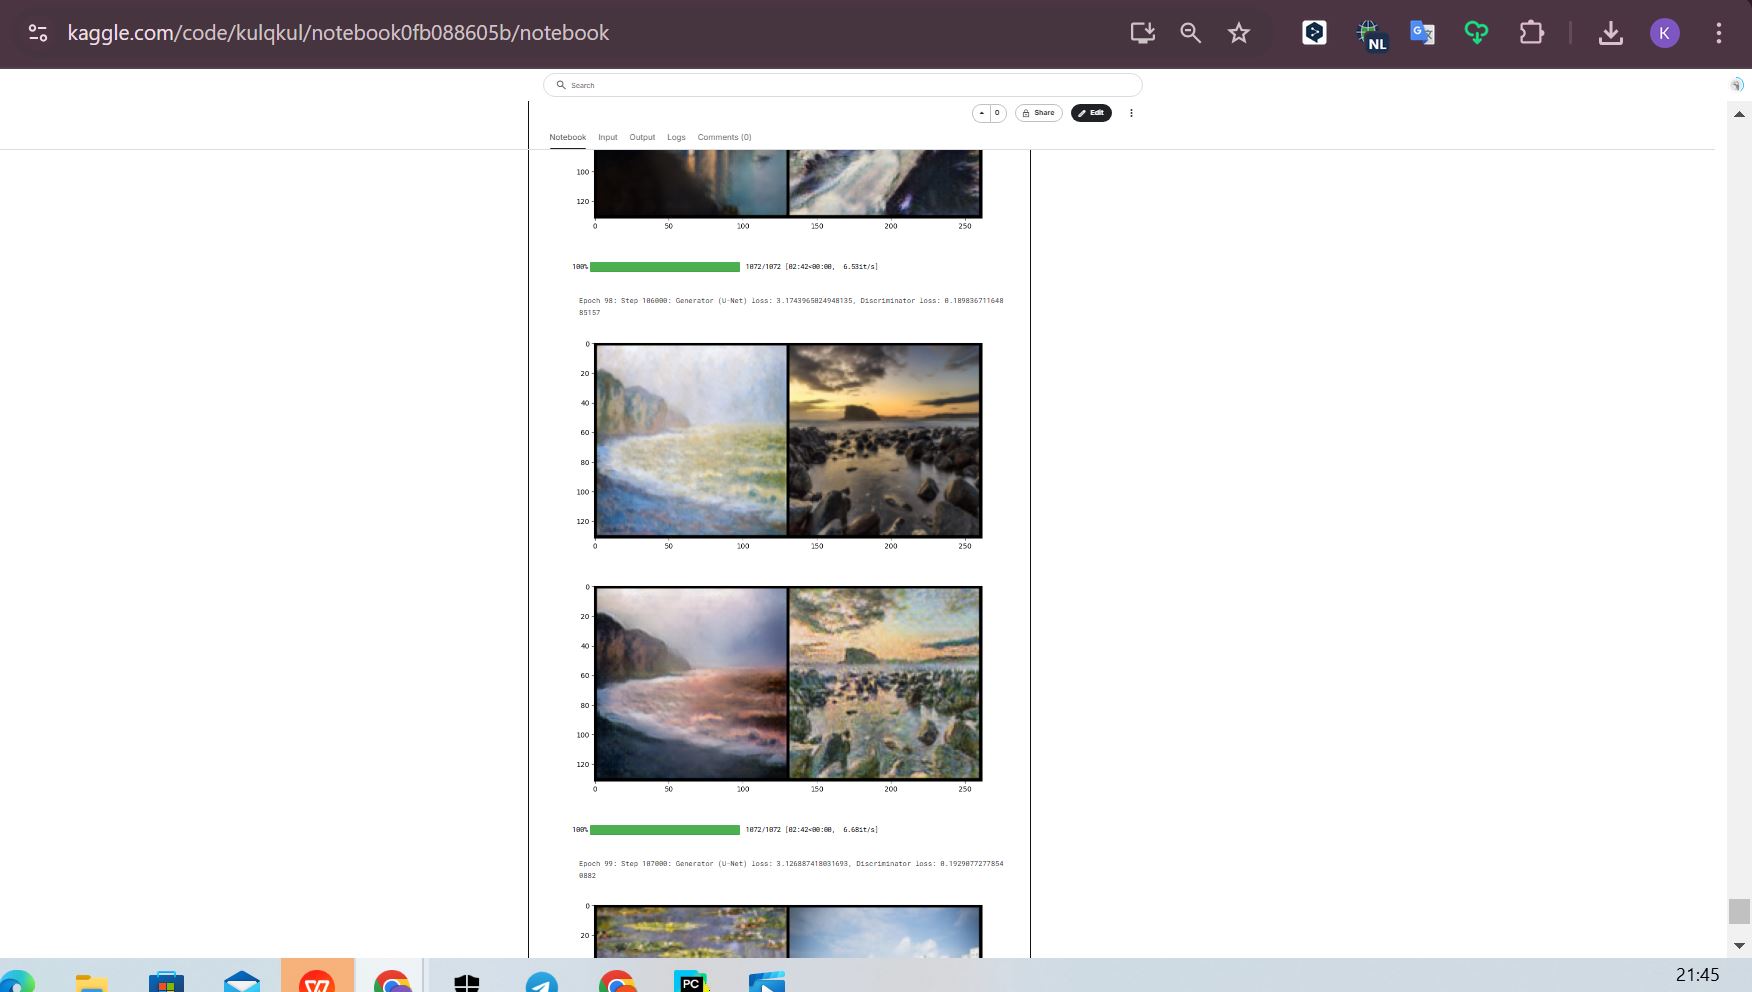 kaggle.com/code/kulqkul/notebook0fb088605b/notebook
NL
K
Search
0
Share
Edit
Notebook Input Output Logs Comments (0)
100
120
0 50 100 150 200 250
100% 1072/1072 [02:42<00:00, 6.53it/s]
Epoch 98: Step 106000: Generator (U-Net) loss: 3.1743965024948135, Discriminator loss: 0.189836711648
85157
0
20
40
60
80
100
120
0 50 100 150 200 250
0
20
40
60
80
100
120
0 50 100 150 200 250
100% 1072/1072 [02:42<00:00, 6.68it/s]
Epoch 99: Step 107000: Generator (U-Net) loss: 3.126887418031693, Discriminator loss: 0.1929077277854
0882
0
20
PC
21:45